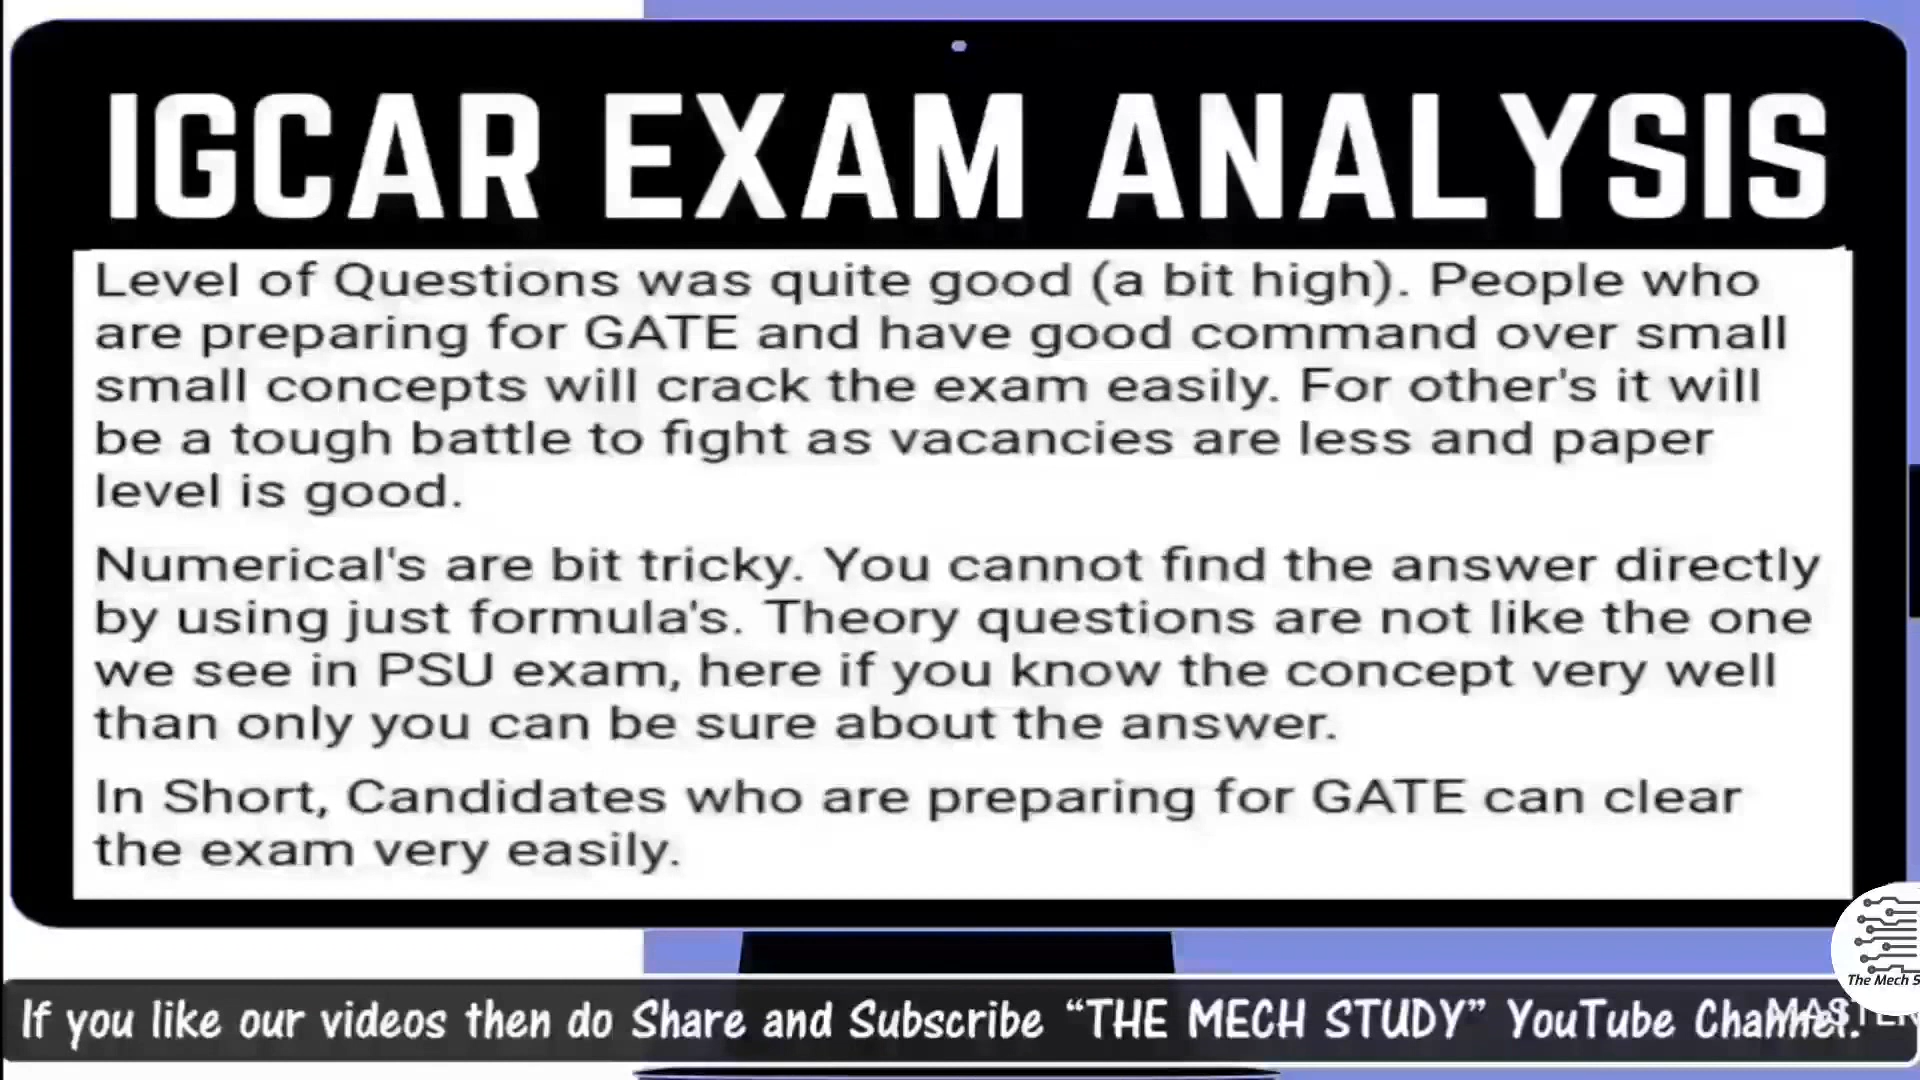 IGCAR EXAM ANALYSIS
Level of Questions was quite good (a bit high). People who
are preparing for GATE and have good command over small
small concepts will crack the exam easily. For other's it will
be a tough battle to fight as vacancies are less and paper
level is good.
Numerical's are bit tricky. You cannot find the answer directly
by using just formula's. Theory questions are not like the one
we see in PSU exam, here if you know the concept very well
than only you can be sure about the answer.
In Short, Candidates who are preparing for GATE can clear
the exam very easily.
The Mech S
If you like our videos then do Share and Subscribe “THE MECH STUDY” YouTube Channel.